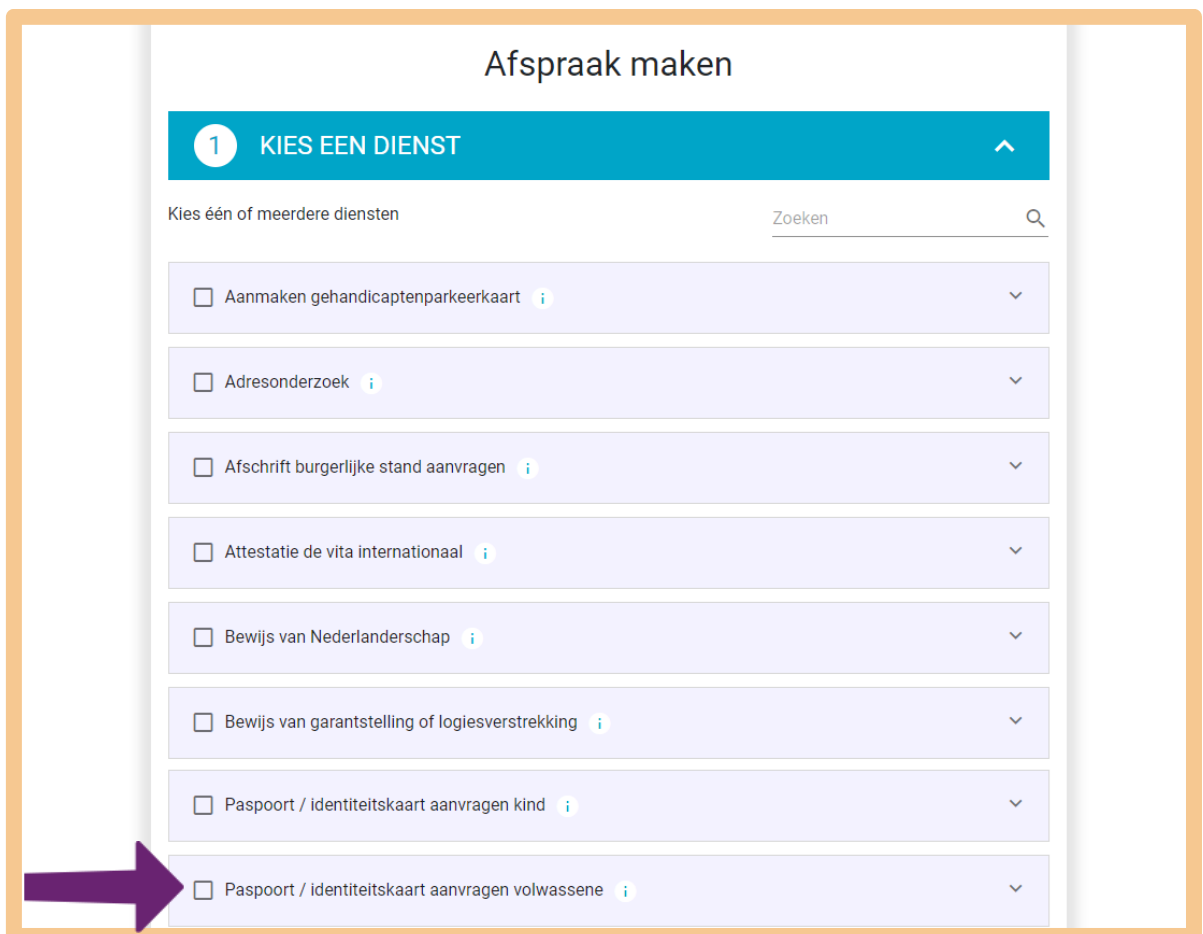 Afspraak maken
1 KIES EEN DIENST
Kies één of meerdere diensten
Zoeken
Aanmaken gehandicaptenparkeerkaart i
Adresonderzoek i
Afschrift burgerlijke stand aanvragen i
Attestatie de vita internationaal i
Bewijs van Nederlanderschap i
Bewijs van garantstelling of logiesverstrekking i
Paspoort / identiteitskaart aanvragen kind i
Paspoort / identiteitskaart aanvragen volwassene i